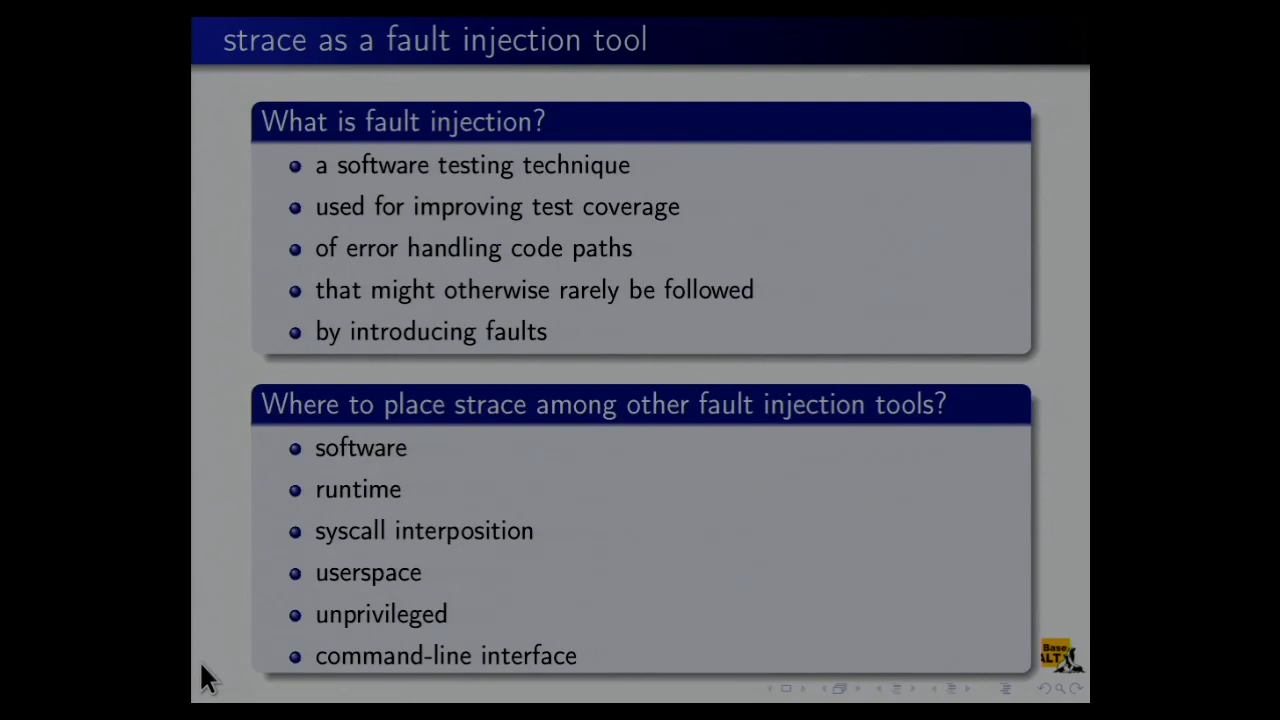 strace as a fault injection tool
What is fault injection?
a software testing technique
used for improving test coverage
of error handling code paths
that might otherwise rarely be followed
by introducing faults
Where to place strace among other fault injection tools?
software
runtime
syscall interposition
userspace
unprivileged
command-line interface
Base
ALT